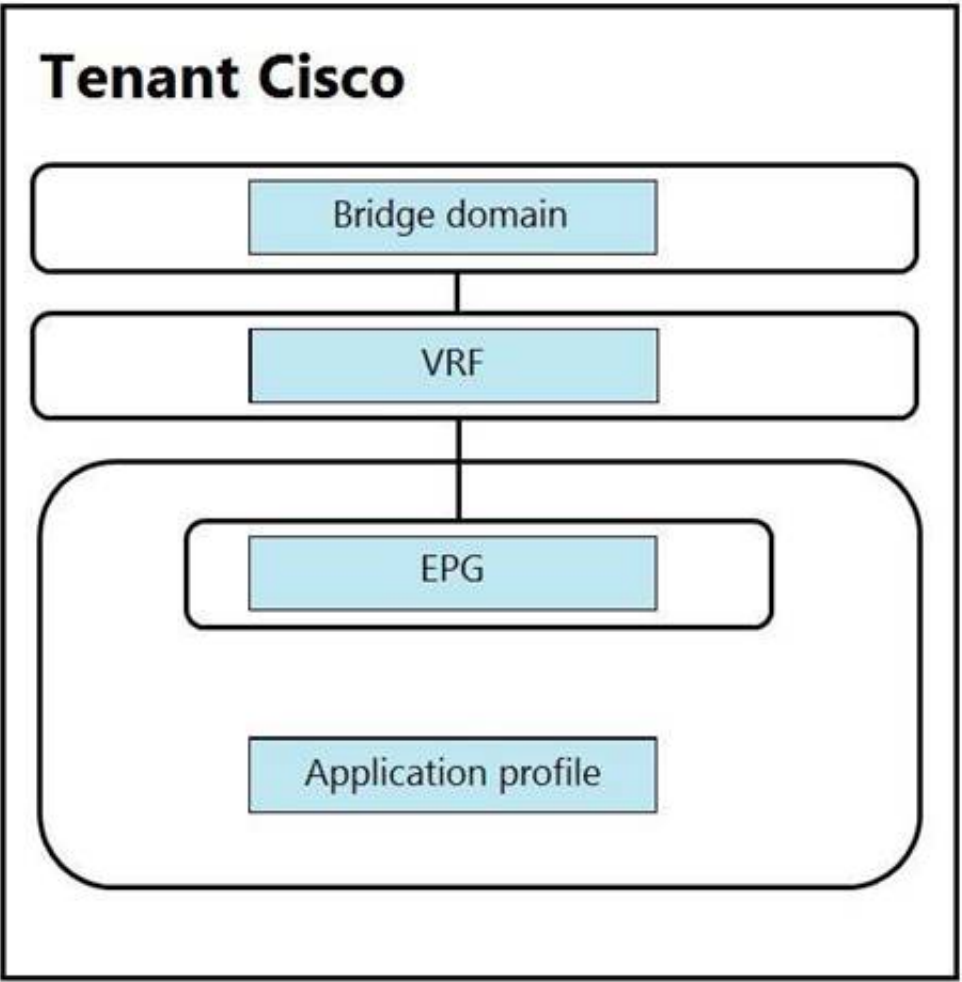 Tenant Cisco
Bridge domain
VRF
EPG
Application profile